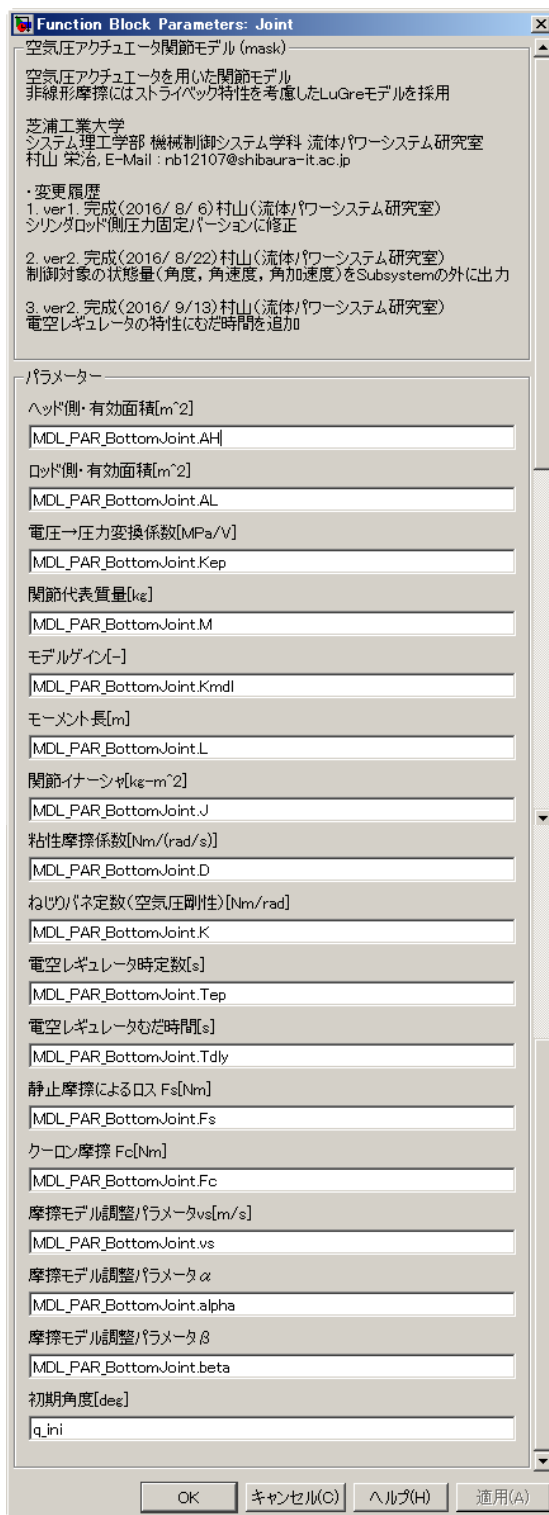 Function Block Parameters: Joint
空気圧アクチュエータ関節モデル (mask)
空気圧アクチュエータを用いた関節モデル
非線形摩擦にはストライベック特性を考慮したLuGreモデルを採用
芝浦工業大学
システム理工学部 機械制御システム学科 流体パワーシステム研究室
村山 栄治, E-Mail : nb12107@shibaura-it.ac.jp
・変更履歴
1. ver1. 完成(2016/ 8/ 6)村山(流体パワーシステム研究室)
シリンダロッド側圧力固定バージョンに修正
2. ver2. 完成(2016/ 8/22)村山(流体パワーシステム研究室)
制御対象の状態量(角度，角速度，角加速度)をSubsystemの外に出力
3. ver2. 完成(2016/ 9/13)村山(流体パワーシステム研究室)
電空レギュレータの特性にむだ時間を追加
パラメーター
ヘッド側・有効面積[m^2]
MDL_PAR_BottomJoint.AH
ロッド側・有効面積[m^2]
MDL_PAR_BottomJoint.AL
電圧→圧力変換係数[MPa/V]
MDL_PAR_BottomJoint.Kep
関節代表質量[kg]
MDL_PAR_BottomJoint.M
モデルゲイン[-]
MDL_PAR_BottomJoint.Kmdl
モーメント長[m]
MDL_PAR_BottomJoint.L
関節イナーシャ[kg-m^2]
MDL_PAR_BottomJoint.J
粘性摩擦係数[Nm/(rad/s)]
MDL_PAR_BottomJoint.D
ねじりバネ定数(空気圧剛性)[Nm/rad]
MDL_PAR_BottomJoint.K
電空レギュレータ時定数[s]
MDL_PAR_BottomJoint.Tep
電空レギュレータむだ時間[s]
MDL_PAR_BottomJoint.Tdly
静止摩擦によるロス Fs[Nm]
MDL_PAR_BottomJoint.Fs
クーロン摩擦 Fc[Nm]
MDL_PAR_BottomJoint.Fc
摩擦モデル調整パラメータvs[m/s]
MDL_PAR_BottomJoint.vs
摩擦モデル調整パラメータα
MDL_PAR_BottomJoint.alpha
摩擦モデル調整パラメータβ
MDL_PAR_BottomJoint.beta
初期角度[deg]
q_ini
OK キャンセル(C) ヘルプ(H) 適用(A)